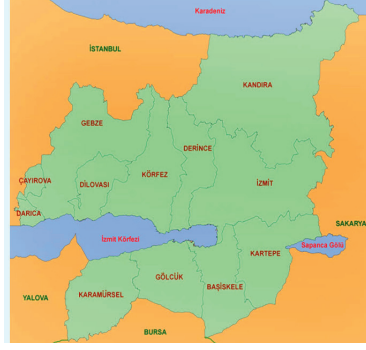 Karadeniz
İSTANBUL
KANDIRA
GEBZE
DERİNCE
KÖRFEZ
ÇAYIROVA
DİLOVASI
İZMİT
DARICA
SAKARYA
İzmit Körfezi
Sapanca Gölü
KARTEPE
GÖLCÜK
BAŞİSKELE
YALOVA
KARAMÜRSEL
BURSA